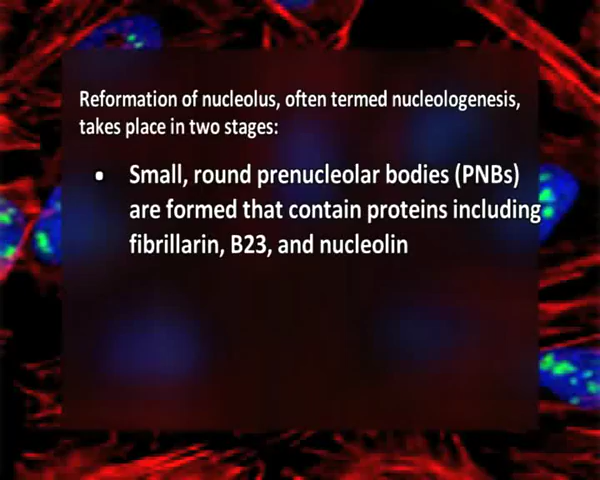 Reformation of nucleolus, often termed nucleologenesis,
takes place in two stages:
• Small, round prenucleolar bodies (PNBs)
are formed that contain proteins including
fibrillarin, B23, and nucleolin